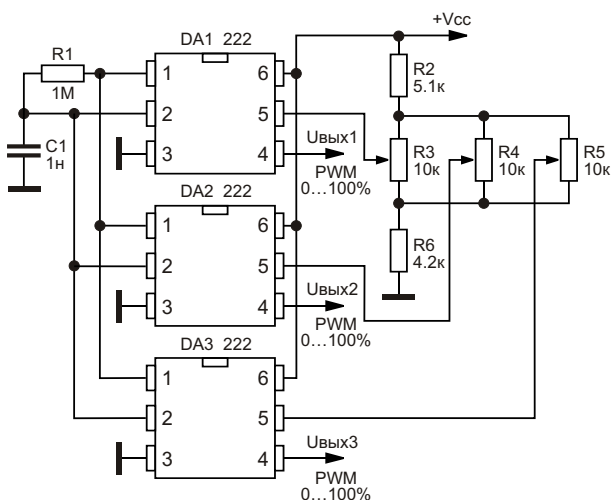 DA1 222
+Vcc
R1
1М
1
2
3
6
5
4
C1
1н
Uвых1
PWM
0...100%
R2
5.1к
R3
10к
R4
10к
R5
10к
R6
4.2к
DA2 222
1
2
3
6
5
4
Uвых2
PWM
0...100%
DA3 222
1
2
3
6
5
4
Uвых3
PWM
0...100%